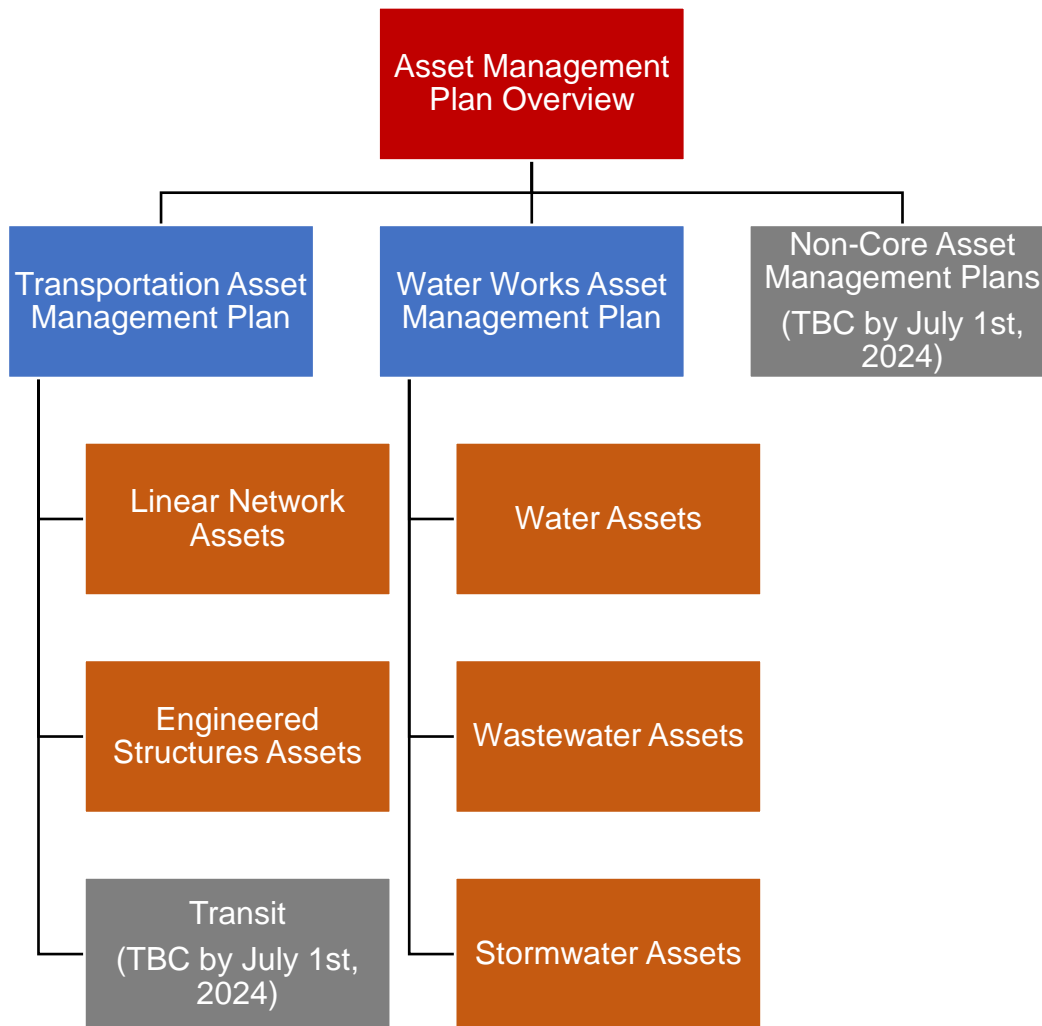 Asset Management
Plan Overview
Transportation Asset
Management Plan
Water Works Asset
Management Plan
Non-Core Asset
Management Plans
(TBC by July 1st,
2024)
Linear Network
Assets
Water Assets
Engineered
Structures Assets
Wastewater Assets
Transit
(TBC by July 1st,
2024)
Stormwater Assets